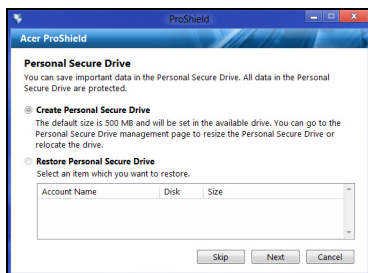 ProShield
Acer ProShield
Personal Secure Drive
You can save important data in the Personal Secure Drive. All data in the Personal
Secure Drive are protected.
Create Personal Secure Drive
The default size is 500 MB and will be set in the available drive. You can go to the
Personal Secure Drive management page to resize the Personal Secure Drive or
relocate the drive.
Restore Personal Secure Drive
Select an item which you want to restore.
Account Name Disk Size
Skip Next Cancel